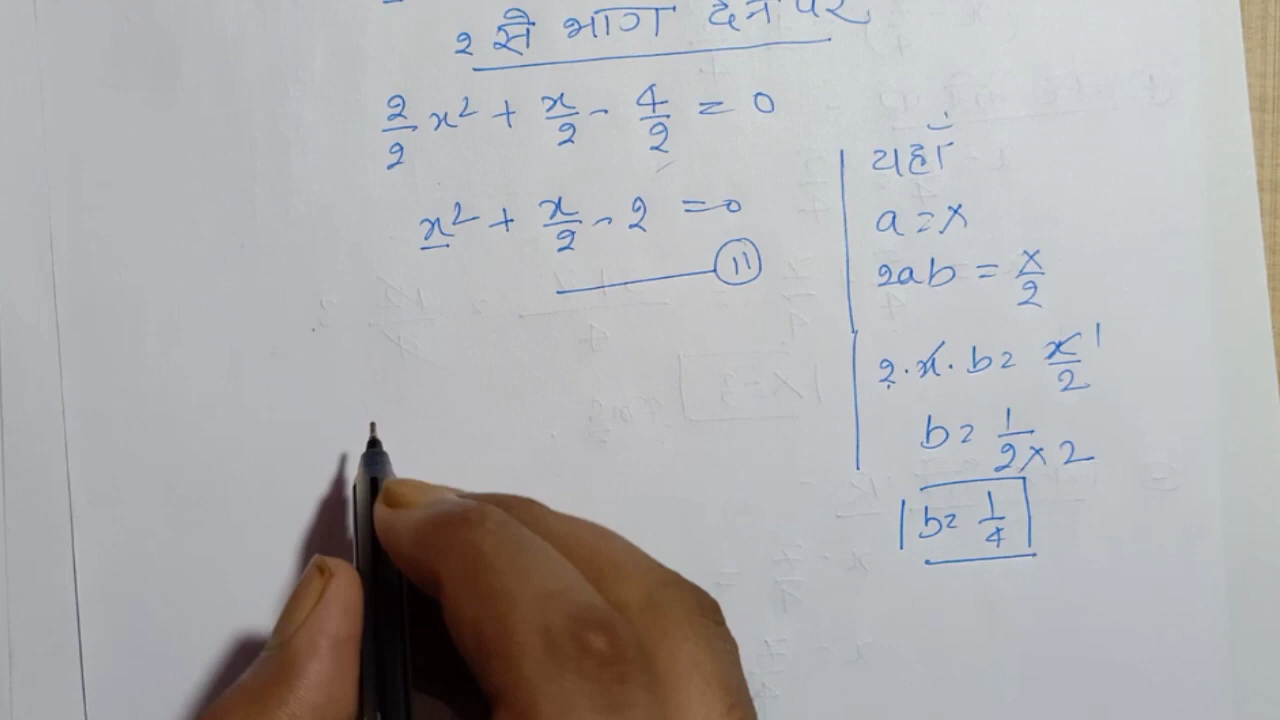 2 से भाग देने पर
2/2 x² + x/2 - 4/2 = 0
x² + x/2 - 2 = 0
(11)
यहाँ
a = x
2ab = x/2
2·x·b = x/2 1
b = 1/2×2
b = 1/4